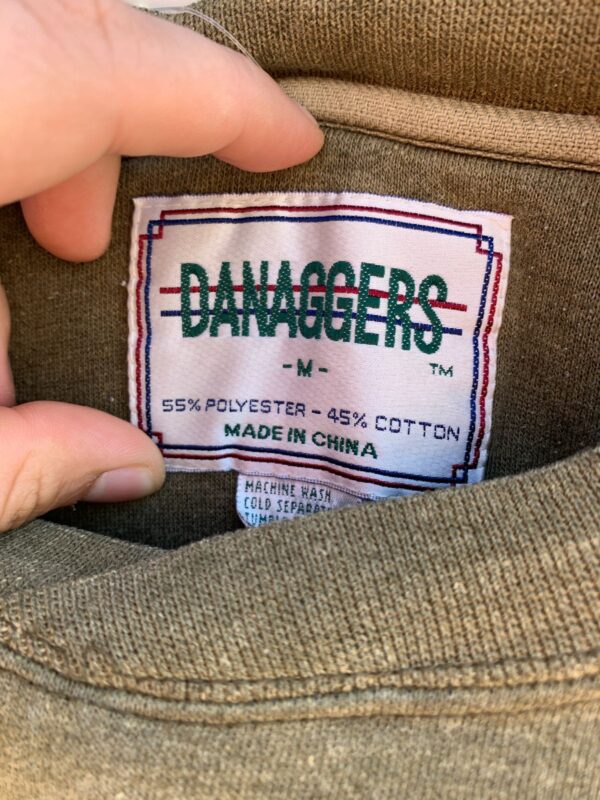 DANAGGERS
- M -
TM
55% POLYESTER - 45% COTTON
MADE IN CHINA
MACHINE WASH
COLD SEPARAT